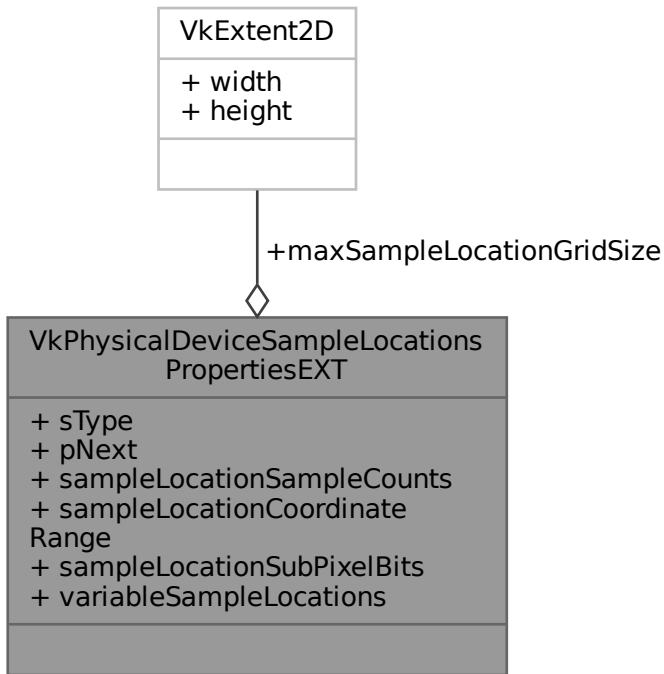 VkExtent2D
+ width
+ height
+maxSampleLocationGridSize
VkPhysicalDeviceSampleLocations
PropertiesEXT
+ sType
+ pNext
+ sampleLocationSampleCounts
+ sampleLocationCoordinate
Range
+ sampleLocationSubPixelBits
+ variableSampleLocations